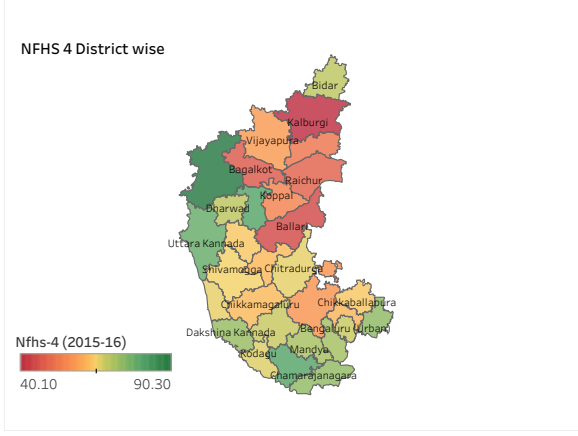 NFHS 4 District wise
Bidar
Kalburgi
Vijayapura
Bagalkot
Raichur
Koppal
Dharwad
Ballari
Uttara Kannada
Shivamogga
Chitradurga
Chikkamagaluru
Chikkaballapura
Dakshina Kannada
Bengaluru (Urban)
Mandya
Kodagu
Chamarajanagara
Nfhs-4 (2015-16)
40.10
90.30